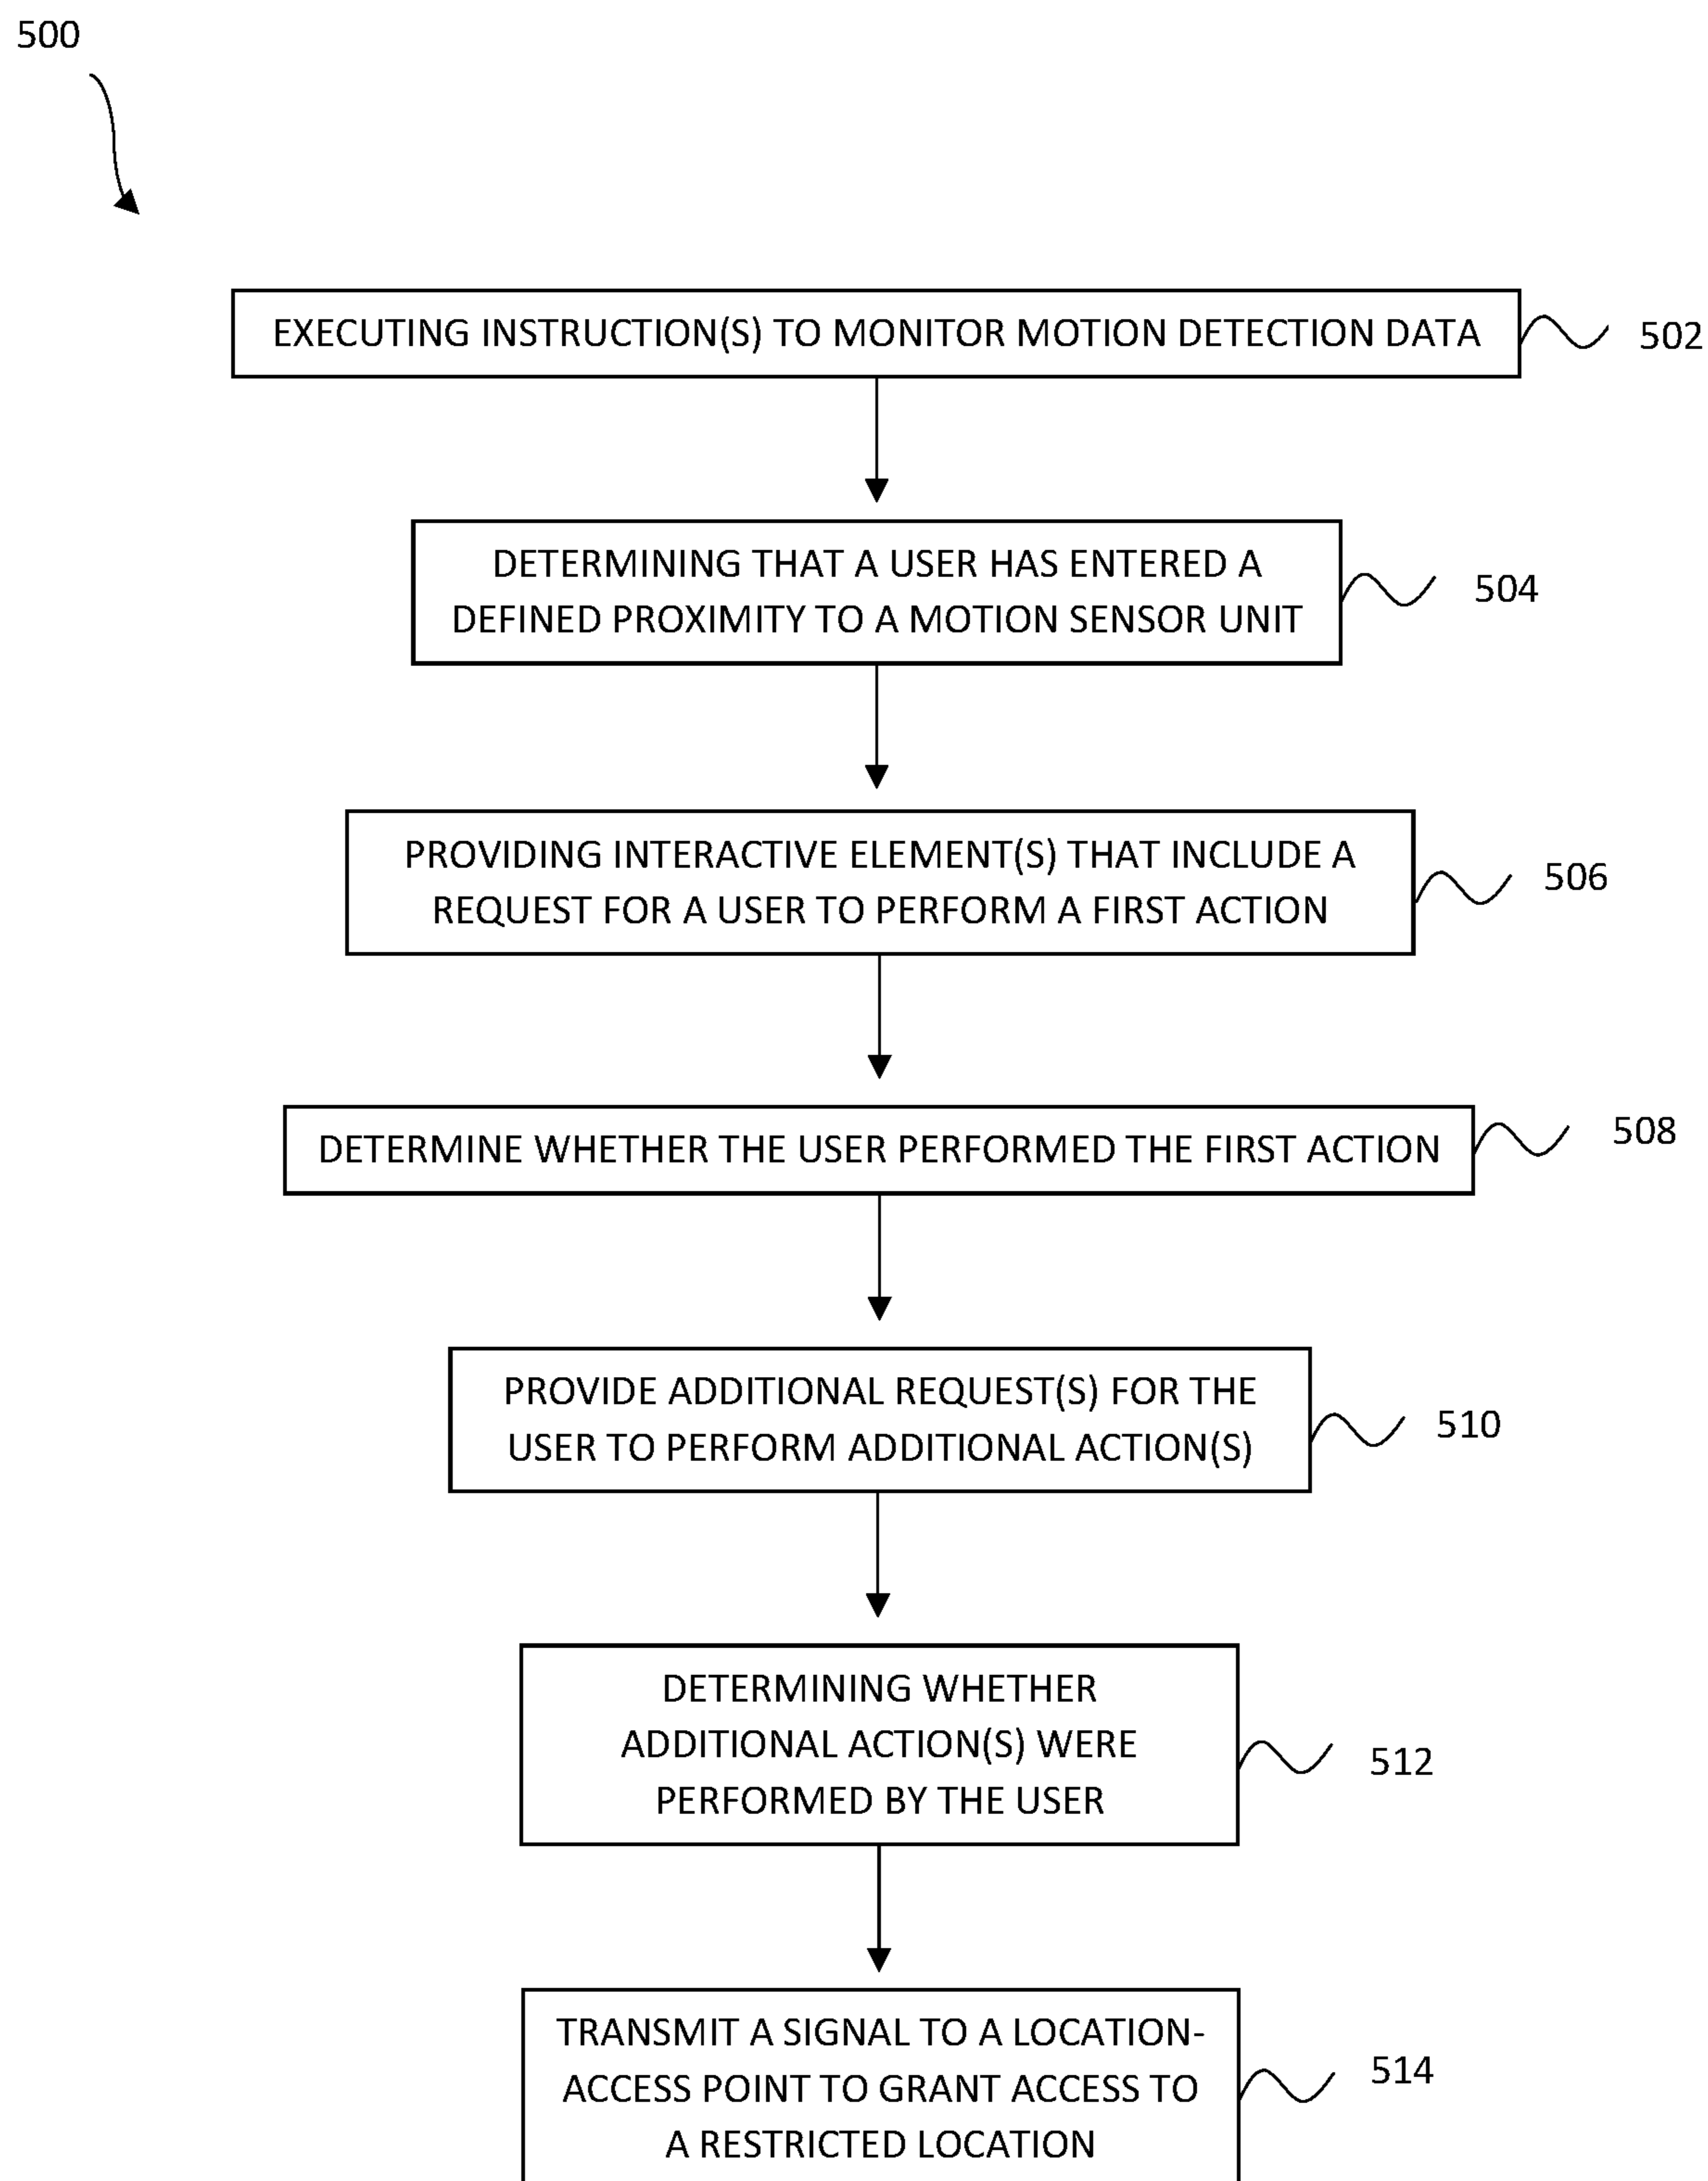 500
EXECUTING INSTRUCTION(S) TO MONITOR MOTION DETECTION DATA
502
DETERMINING THAT A USER HAS ENTERED A
DEFINED PROXIMITY TO A MOTION SENSOR UNIT
504
PROVIDING INTERACTIVE ELEMENT(S) THAT INCLUDE A
REQUEST FOR A USER TO PERFORM A FIRST ACTION
506
DETERMINE WHETHER THE USER PERFORMED THE FIRST ACTION
508
PROVIDE ADDITIONAL REQUEST(S) FOR THE
USER TO PERFORM ADDITIONAL ACTION(S)
510
DETERMINING WHETHER
ADDITIONAL ACTION(S) WERE
PERFORMED BY THE USER
512
TRANSMIT A SIGNAL TO A LOCATION-
ACCESS POINT TO GRANT ACCESS TO
A RESTRICTED LOCATION
514